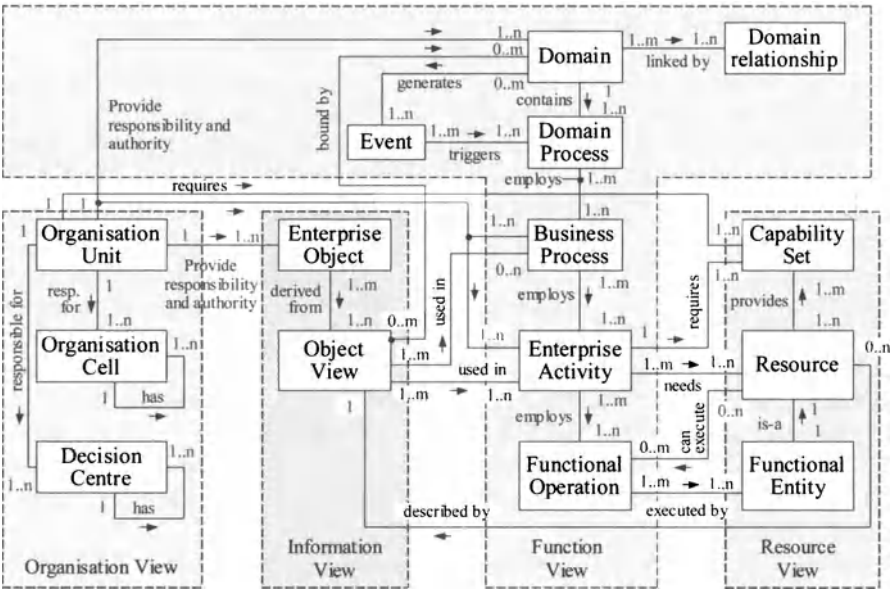 1..n
0..m
Domain
1..m
1..n
linked by
Domain
relationship
generates
0..m
contains
1
1..n
bound by
Provide
responsibility and
authority
1..n
Event
1..m
1..n
triggers
Domain
Process
requires
employs
1..m
1..n
1
1
1
Organisation
Unit
1
1..n
Provide
responsibility
and authority
Enterprise
Object
1..n
Business
Process
0..n
1..n
Capability
Set
1..n
responsible for
resp.
for
1
1..n
derived
from
1..m
1..n
used in
employs
1..m
1..n
requires
provides
1..m
1..n
Organisation
Cell
1..n
1
has
Object
View
0..m
1..m
1..m
1
used in
1..n
1..n
Enterprise
Activity
1
1..m
1..n
needs
Resource
0..n
0..n
employs
1..m
1..n
can
execute
is-a
1
1
Decision
Centre
1..n
1..n
1
has
Functional
Operation
0..m
1..m
1..n
executed by
Functional
Entity
described by
Organisation View
Information
View
Function
View
Resource
View